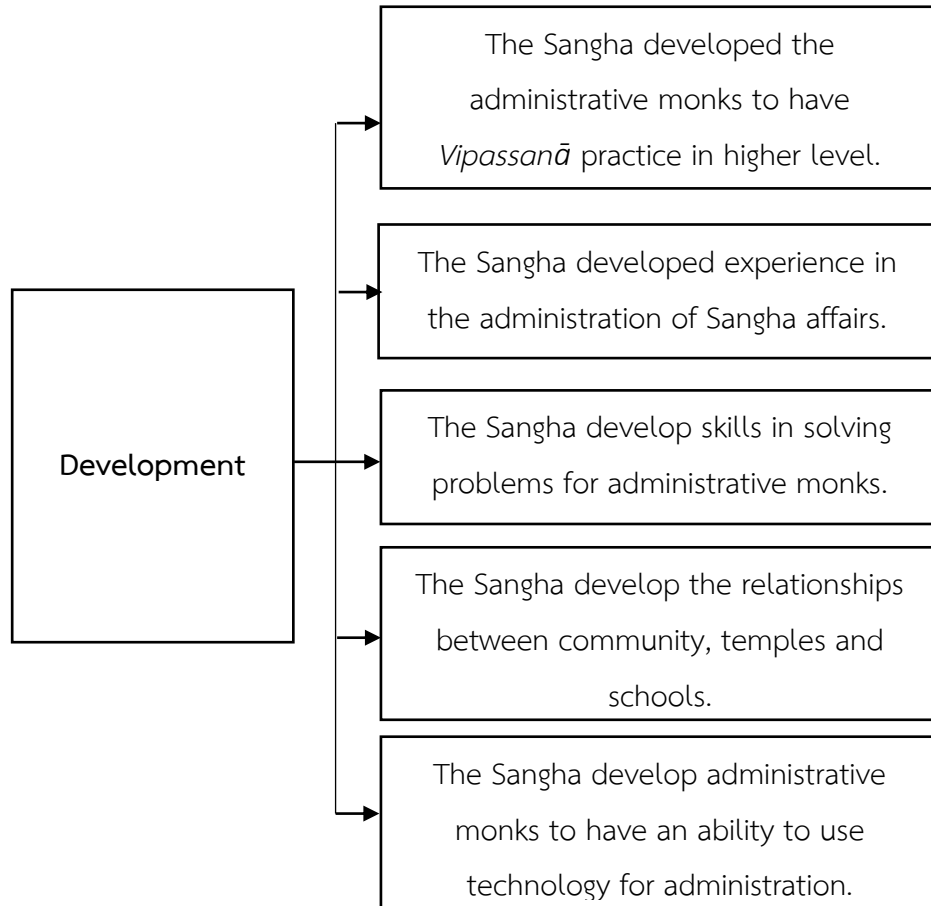 Development
The Sangha developed the
administrative monks to have
Vipassanā practice in higher level.
The Sangha developed experience in
the administration of Sangha affairs.
The Sangha develop skills in solving
problems for administrative monks.
The Sangha develop the relationships
between community, temples and
schools.
The Sangha develop administrative
monks to have an ability to use
technology for administration.